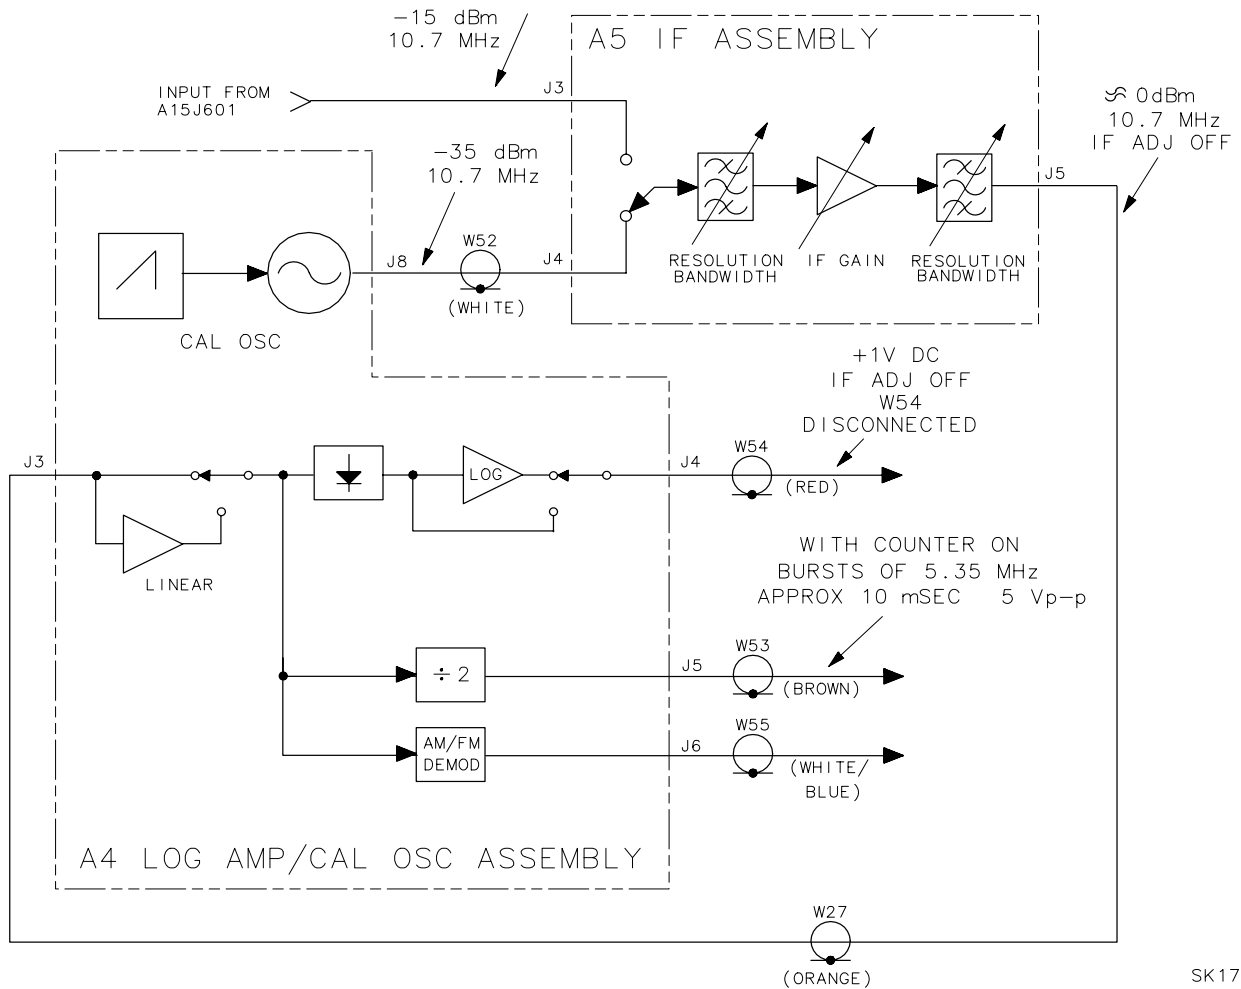 −15 dBm
10.7 MHz
A5 IF ASSEMBLY
J3
INPUT FROM
A15J601
≈ 0dBm
10.7 MHz
IF ADJ OFF
−35 dBm
10.7 MHz
J5
W52
J8
J4
(WHITE)
RESOLUTION
BANDWIDTH
IF GAIN
RESOLUTION
BANDWIDTH
CAL OSC
+1V DC
IF ADJ OFF
W54
DISCONNECTED
J3
LOG
J4
W54
(RED)
LINEAR
WITH COUNTER ON
BURSTS OF 5.35 MHz
APPROX 10 mSEC 5 Vp-p
÷ 2
J5
W53
(BROWN)
AM/FM
DEMOD
J6
W55
(WHITE/
BLUE)
A4 LOG AMP/CAL OSC ASSEMBLY
W27
(ORANGE)
SK17